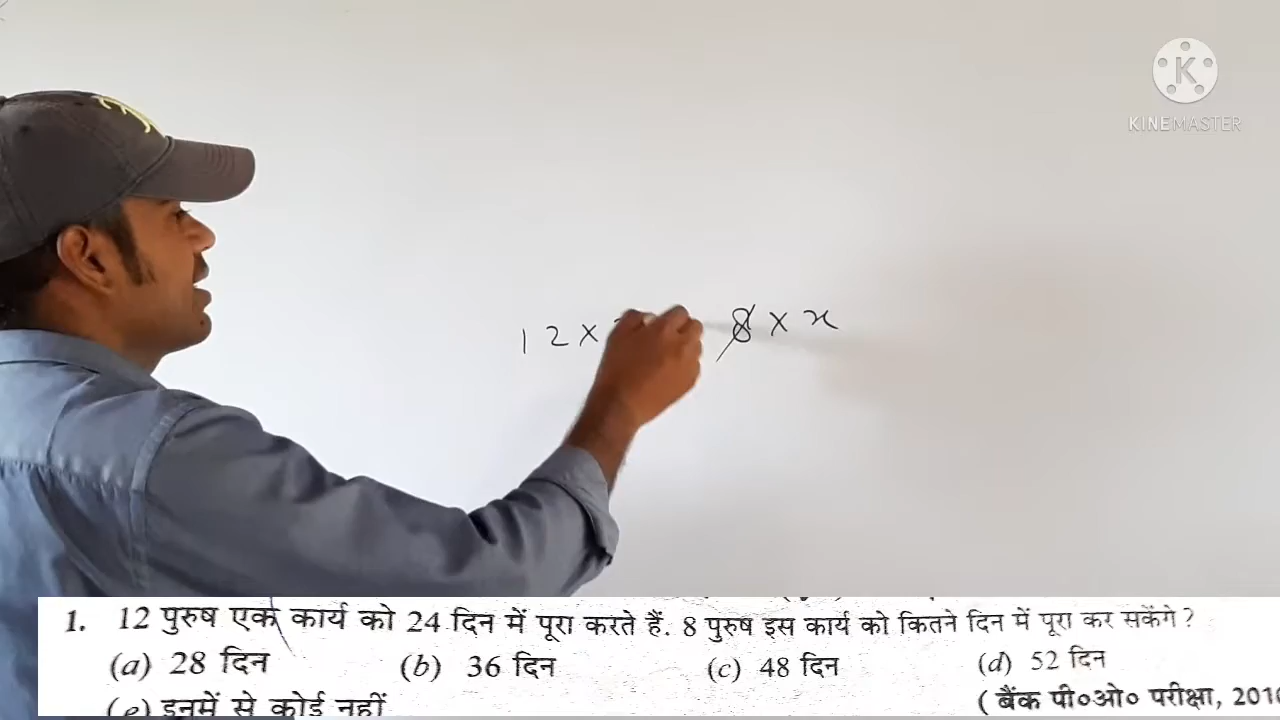 K
KINEMASTER
12 × 8 × x
1. 12 पुरुष एक कार्य को 24 दिन में पूरा करते हैं. 8 पुरुष इस कार्य को कितने दिन में पूरा कर सकेंगे ?
(a) 28 दिन (b) 36 दिन (c) 48 दिन (d) 52 दिन
(e) इनमें से कोई नहीं (बैंक पी०ओ० परीक्षा,